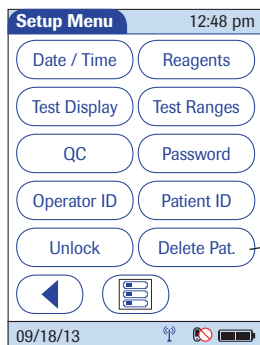 Setup Menu 12:48 pm
Date / Time Reagents
Test Display Test Ranges
QC Password
Operator ID Patient ID
Unlock Delete Pat.
09/18/13